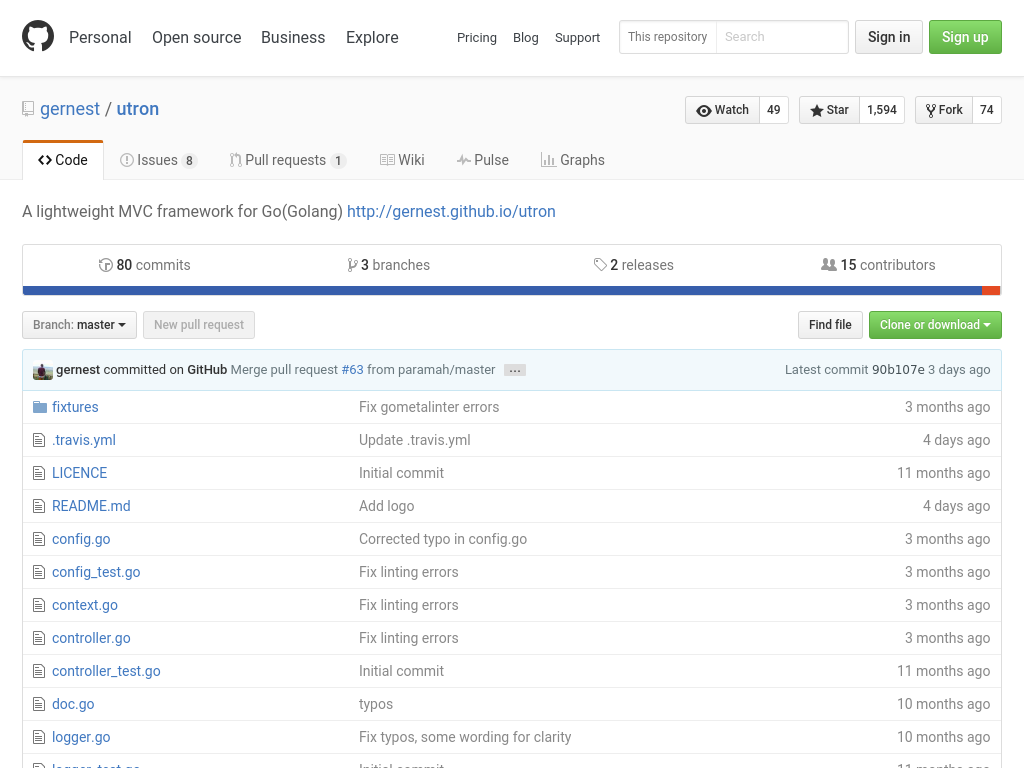 Personal Open source Business Explore Pricing Blog Support This repository Search Sign in Sign up
gernest / utron Watch 49 Star 1,594 Fork 74
Code Issues 8 Pull requests 1 Wiki Pulse Graphs
A lightweight MVC framework for Go(Golang) http://gernest.github.io/utron
80 commits 3 branches 2 releases 15 contributors
Branch: master New pull request Find file Clone or download
gernest committed on GitHub Merge pull request #63 from paramah/master … Latest commit 90b107e 3 days ago
fixtures Fix gometalinter errors 3 months ago
.travis.yml Update .travis.yml 4 days ago
LICENCE Initial commit 11 months ago
README.md Add logo 4 days ago
config.go Corrected typo in config.go 3 months ago
config_test.go Fix linting errors 3 months ago
context.go Fix linting errors 3 months ago
controller.go Fix linting errors 3 months ago
controller_test.go Initial commit 11 months ago
doc.go typos 10 months ago
logger.go Fix typos, some wording for clarity 10 months ago
logger_test.go Initial commit 11 months ago